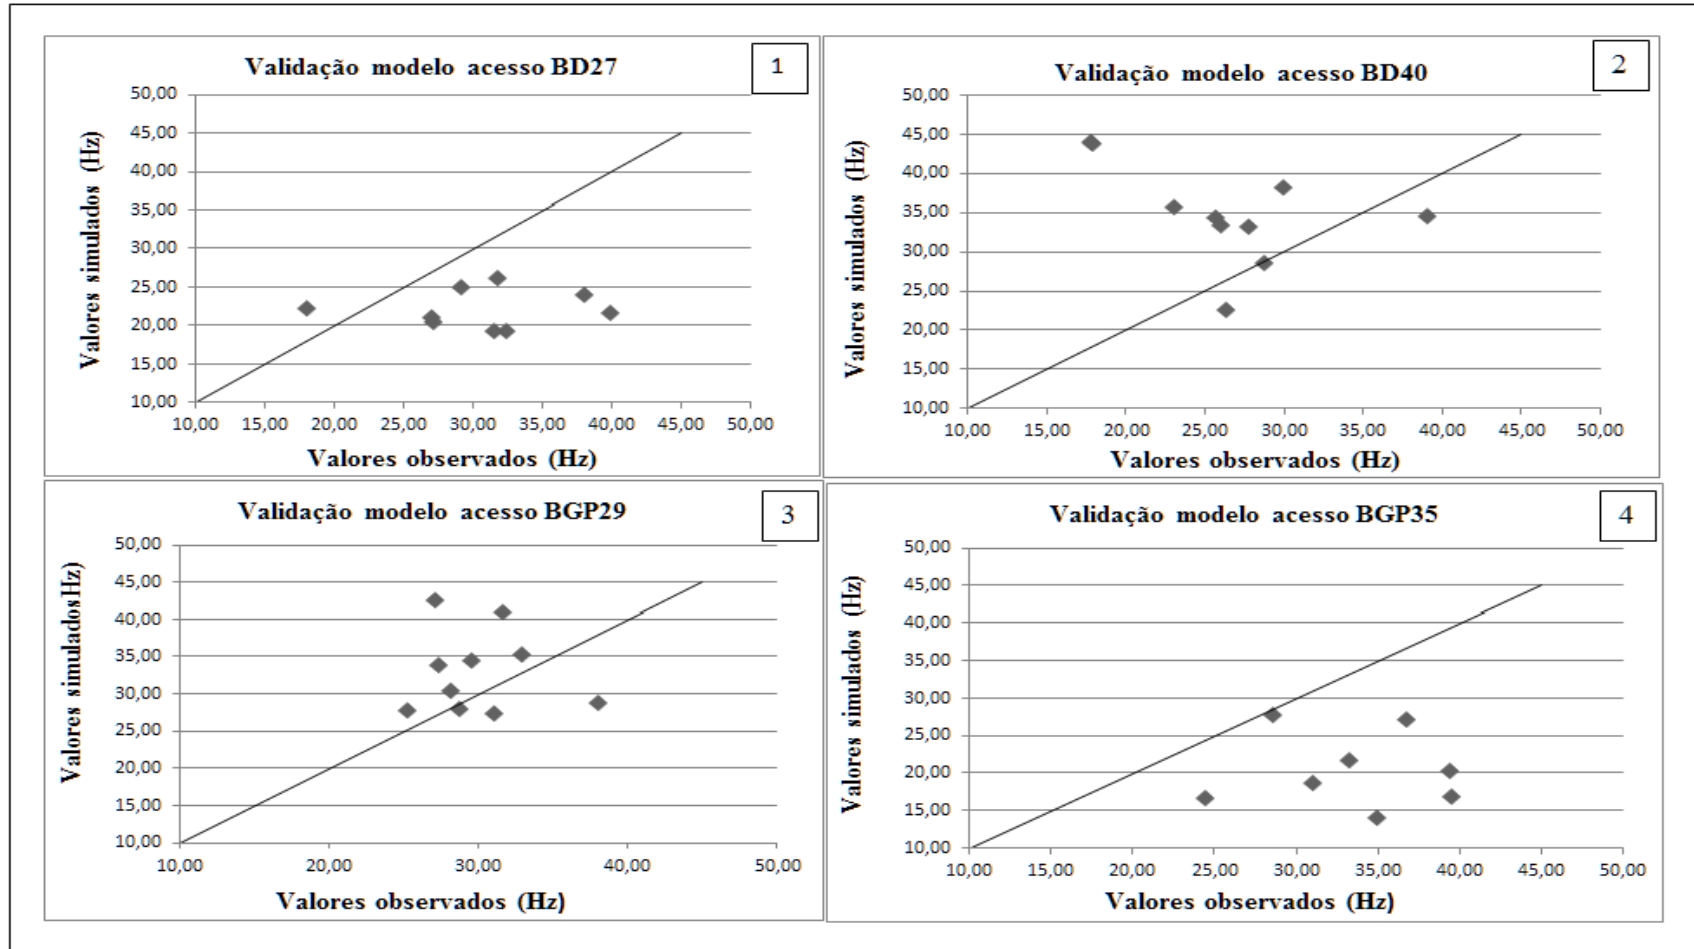 Validação modelo acesso BD27
1
50,00
45,00
40,00
35,00
30,00
25,00
20,00
15,00
10,00
Valores simulados (Hz)
10,00 15,00 20,00 25,00 30,00 35,00 40,00 45,00 50,00
Valores observados (Hz)
Validação modelo acesso BD40
2
50,00
45,00
40,00
35,00
30,00
25,00
20,00
15,00
10,00
Valores simulados (Hz)
10,00 15,00 20,00 25,00 30,00 35,00 40,00 45,00 50,00
Valores observados (Hz)
Validação modelo acesso BGP29
3
50,00
45,00
40,00
35,00
30,00
25,00
20,00
15,00
10,00
Valores simuladosHz)
10,00 20,00 30,00 40,00 50,00
Valores observados (Hz)
Validação modelo acesso BGP35
4
50,00
45,00
40,00
35,00
30,00
25,00
20,00
15,00
10,00
Valores simulados (Hz)
10,00 15,00 20,00 25,00 30,00 35,00 40,00 45,00 50,00
Valores observados (Hz)